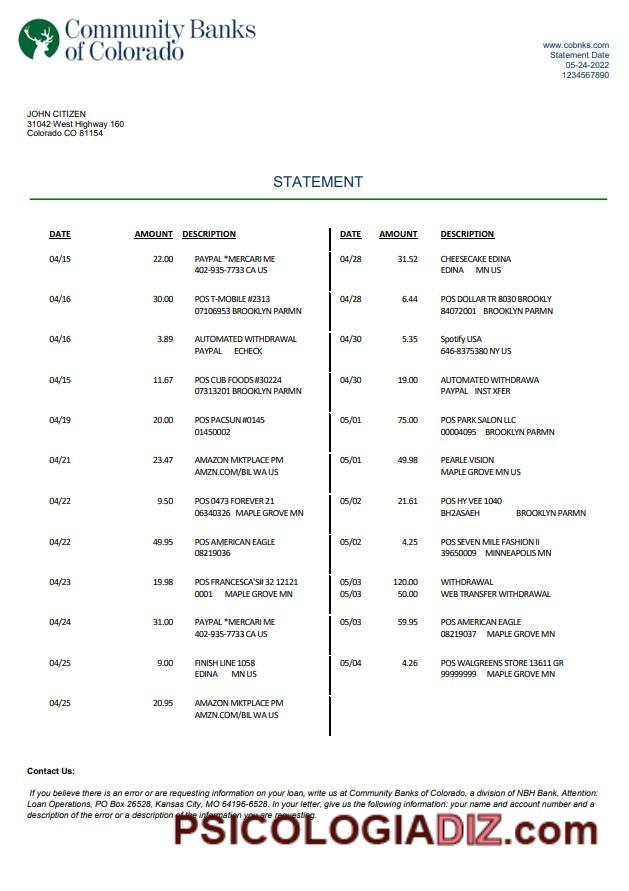 Community Banks
of Colorado
www.cobnks.com
Statement Date
05-24-2022
1234567890
JOHN CITIZEN
31042 West Highway 160
Colorado CO 81154
STATEMENT
DATE AMOUNT DESCRIPTION
04/15 22.00 PAYPAL *MERCARI ME
402-935-7733 CA US
04/16 30.00 POS T-MOBILE #2313
07106953 BROOKLYN PARMN
04/16 3.89 AUTOMATED WITHDRAWAL
PAYPAL ECHECK
04/15 11.67 POS CUB FOODS #30224
07313201 BROOKLYN PARMN
04/19 20.00 POS PACSUN #0145
01450002
04/21 23.47 AMAZON MKTPLACE PM
AMZN.COM/BIL WA US
04/22 9.50 POS 0473 FOREVER 21
06340326 MAPLE GROVE MN
04/22 49.95 POS AMERICAN EAGLE
08219036
04/23 19.98 POS FRANCESCA'S# 32 12121
0001 MAPLE GROVE MN
04/24 31.00 PAYPAL *MERCARI ME
402-935-7733 CA US
04/25 9.00 FINISH LINE 1058
EDINA MN US
04/25 20.95 AMAZON MKTPLACE PM
AMZN.COM/BIL WA US
DATE AMOUNT DESCRIPTION
04/28 31.52 CHEESECAKE EDINA
EDINA MN US
04/28 6.44 POS DOLLAR TR 8030 BROOKLY
84072001 BROOKLYN PARMN
04/30 5.35 Spotify USA
646-8375380 NY US
04/30 19.00 AUTOMATED WITHDRAWA
PAYPAL INST XFER
05/01 75.00 POS PARK SALON LLC
00004095 BROOKLYN PARMN
05/01 49.98 PEARLE VISION
MAPLE GROVE MN US
05/02 21.61 POS HY VEE 1040
BH2ASAEH BROOKLYN PARMN
05/02 4.25 POS SEVEN MILE FASHION II
39650009 MINNEAPOLIS MN
05/03 120.00 WITHDRAWAL
05/03 50.00 WEB TRANSFER WITHDRAWAL
05/03 59.95 POS AMERICAN EAGLE
08219037 MAPLE GROVE MN
05/04 4.26 POS WALGREENS STORE 13611 GR
99999999 MAPLE GROVE MN
Contact Us:
If you believe there is an error or are requesting information on your loan, write us at Community Banks of Colorado, a division of NBH Bank, Attention:
Loan Operations, PO Box 26528, Kansas City, MO 64196-6528. In your letter, give us the following information: your name and account number and a
description of the error or a description of the information you are requesting.
PSICOLOGIADIZ.com